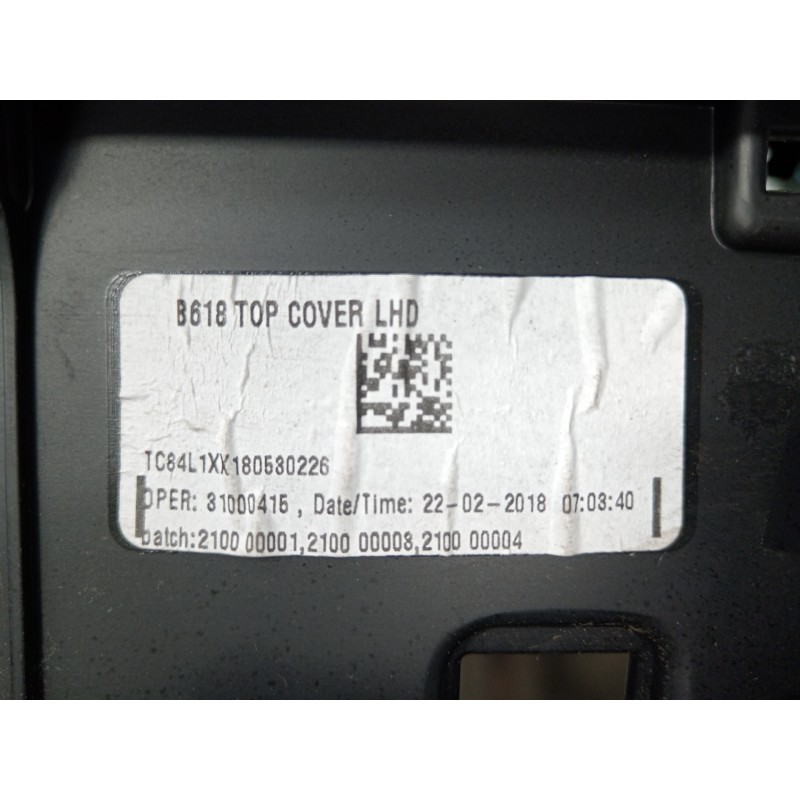 B618 TOP COVER LHD
TC84L1XX180530226
OPER: 31000415 , Date/Time: 22-02-2018 07:03:40
batch:2100 00001,2100 00003,2100 00004